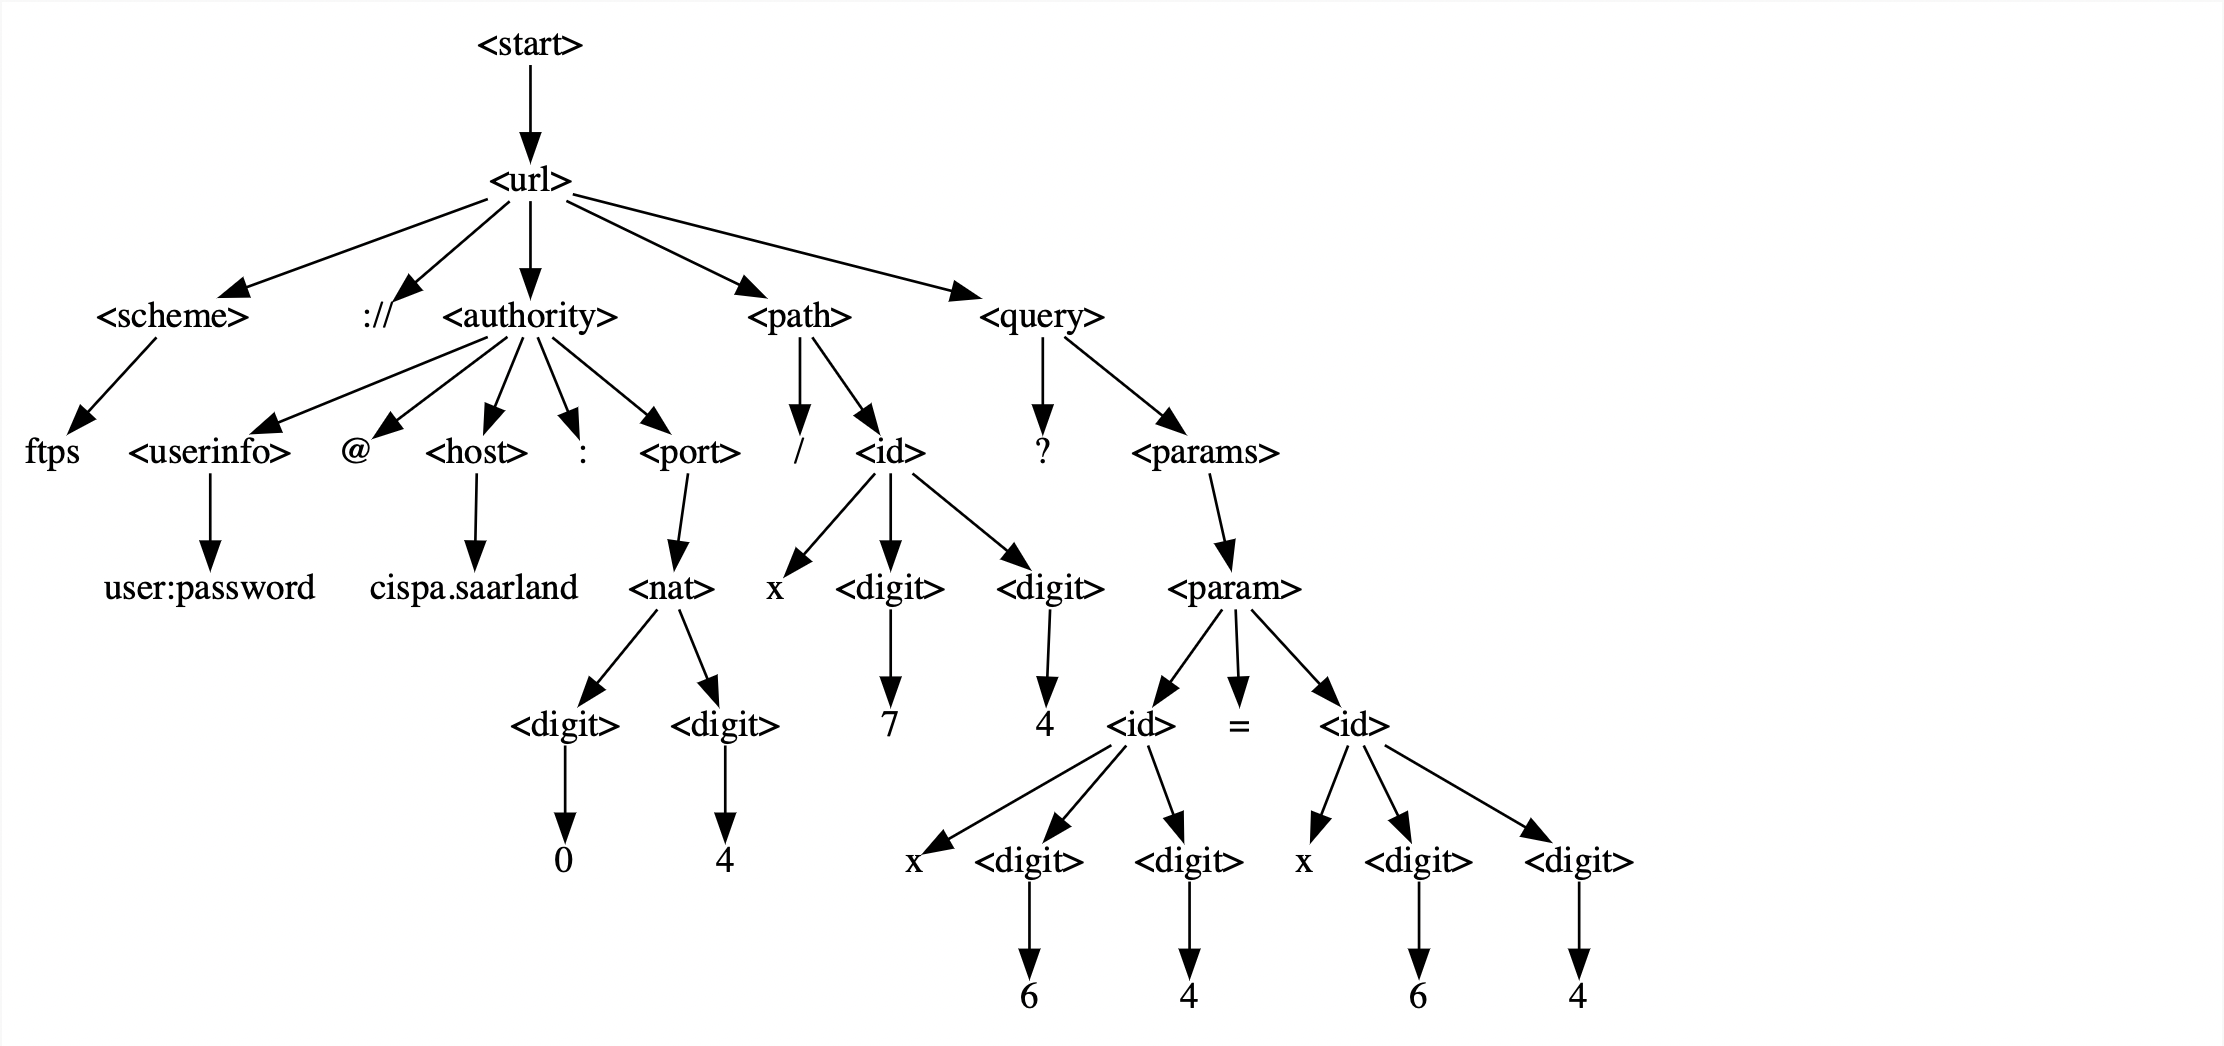 <start>
<url>
<scheme> :// <authority> <path> <query>
ftps <userinfo> @ <host> : <port> / <id> ? <params>
user:password cispa.saarland <nat> x <digit> <digit> <param>
<digit> <digit> 7 4 <id> = <id>
0 4 x <digit> <digit> x <digit> <digit>
6 4 6 4